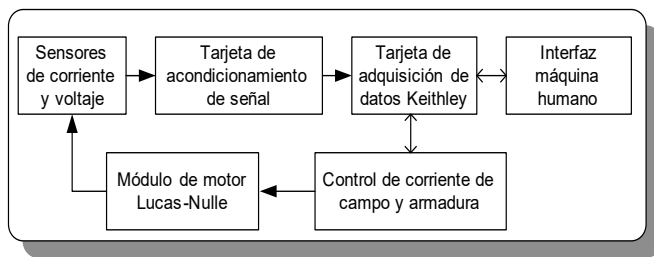 Sensores
de corriente
y voltaje
Tarjeta de
acondicionamiento
de señal
Tarjeta de
adquisición de
datos Keithley
Interfaz
máquina
humano
Módulo de motor
Lucas-Nulle
Control de corriente de
campo y armadura